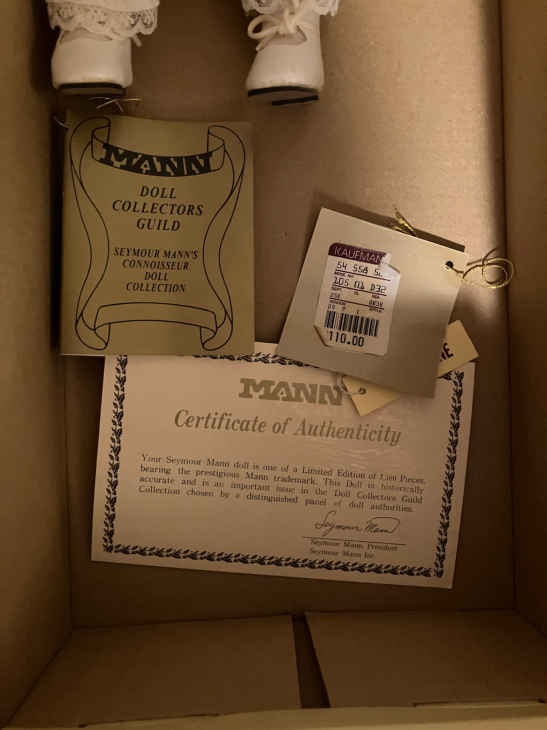 MANN
DOLL
COLLECTORS
GUILD
SEYMOUR MANN'S
CONNOISSEUR
DOLL
COLLECTION
KAUFMAN
110.00
MANN
Certificate of Authenticity
Your Seymour Mann doll is one of a Limited Edition of Pieces,
bearing the prestigious Mann trademark. This Doll is historically
accurate and is an important issue in the Doll Collectors Guild
Collection chosen by a distinguished panel of doll authorities.
Seymour Mann
Seymour Mann, President
Seymour Mann Inc.